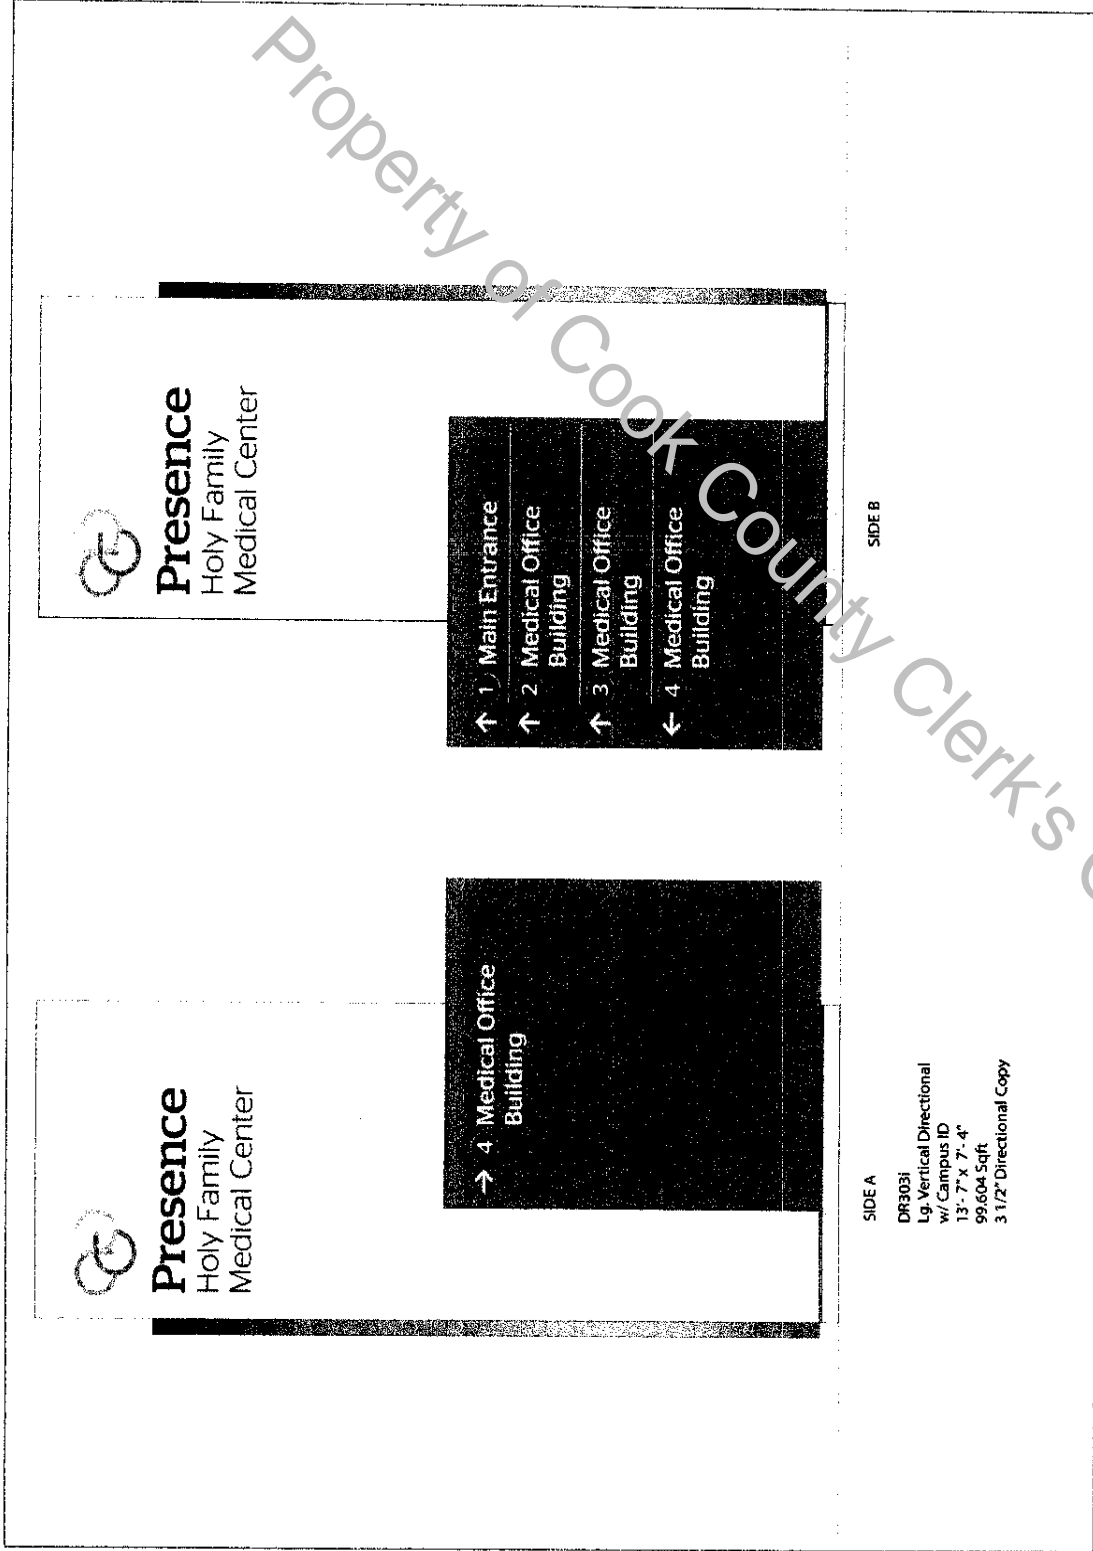 Presence
Holy Family
Medical Center
→ 4 Medical Office
Building
SIDE A
DR303i
Lg. Vertical Directional
w/ Campus ID
13'- 7" x 7'- 4"
99.604 Sqft
3 1/2" Directional Copy
Presence
Holy Family
Medical Center
↑ 1 Main Entrance
↑ 2 Medical Office
Building
↑ 3 Medical Office
Building
← 4 Medical Office
Building
SIDE B
Property of Cook County Clerk's